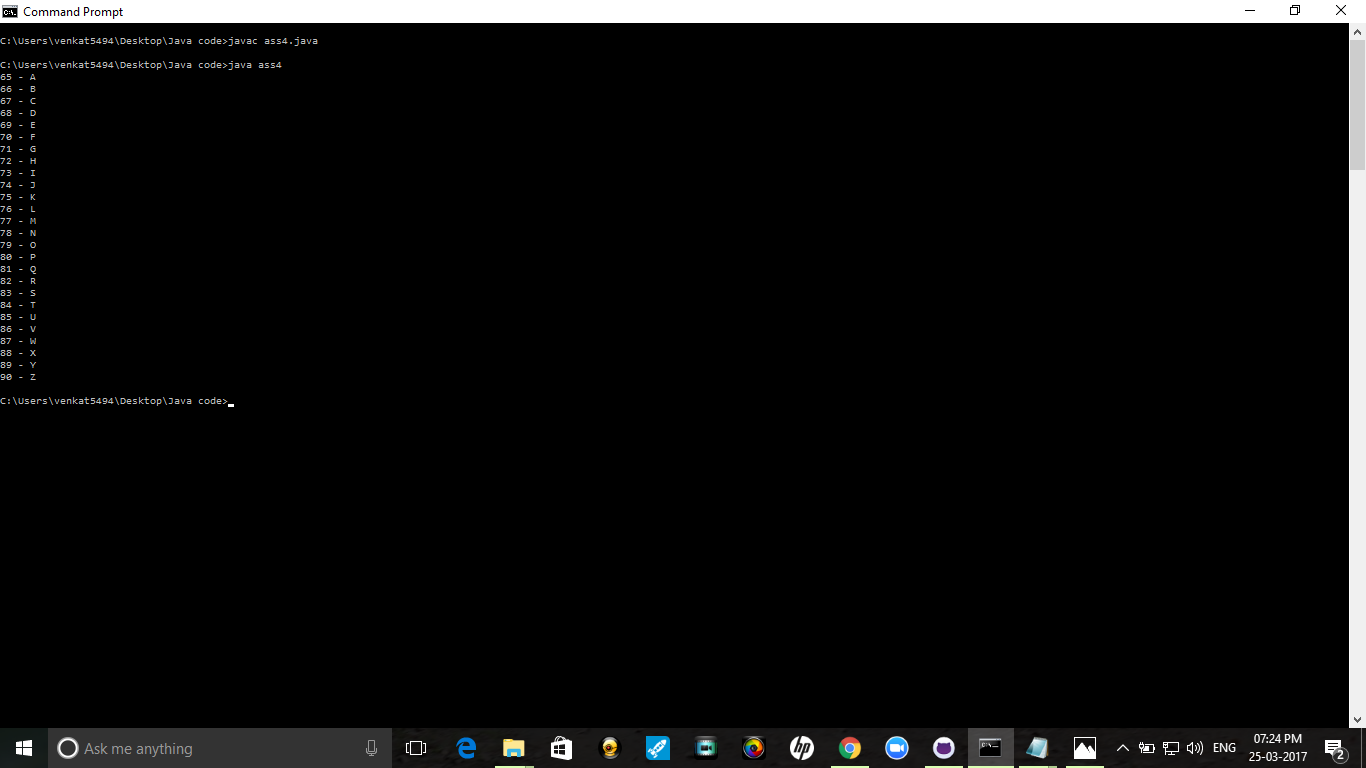 Command Prompt
C:\Users\venkat5494\Desktop\Java code>javac ass4.java
C:\Users\venkat5494\Desktop\Java code>java ass4
65 - A
66 - B
67 - C
68 - D
69 - E
70 - F
71 - G
72 - H
73 - I
74 - J
75 - K
76 - L
77 - M
78 - N
79 - O
80 - P
81 - Q
82 - R
83 - S
84 - T
85 - U
86 - V
87 - W
88 - X
89 - Y
90 - Z
C:\Users\venkat5494\Desktop\Java code>
Ask me anything
hp
ENG
07:24 PM
25-03-2017
2